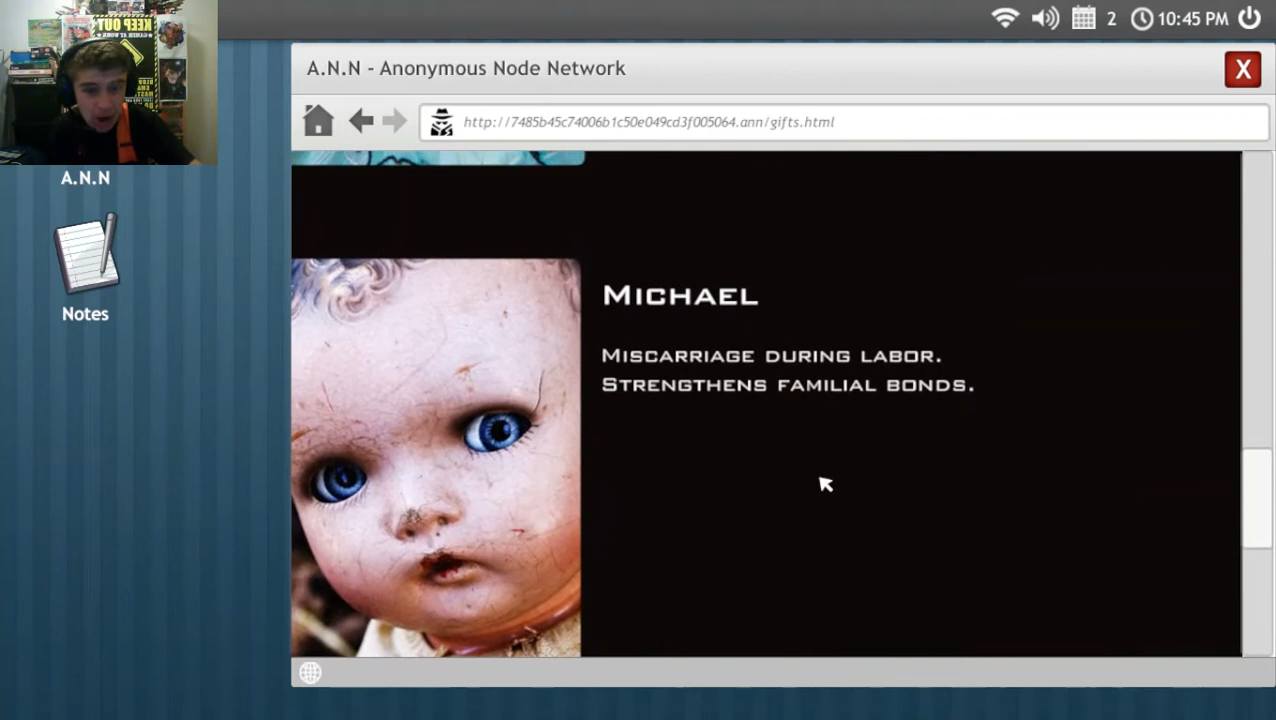 KEEP OUT
2
10:45 PM
A.N.N - Anonymous Node Network
X
http://7485b45c74006b1c50e049cd3f005064.ann/gifts.html
A.N.N
Notes
Michael
Miscarriage during labor.
Strengthens familial bonds.